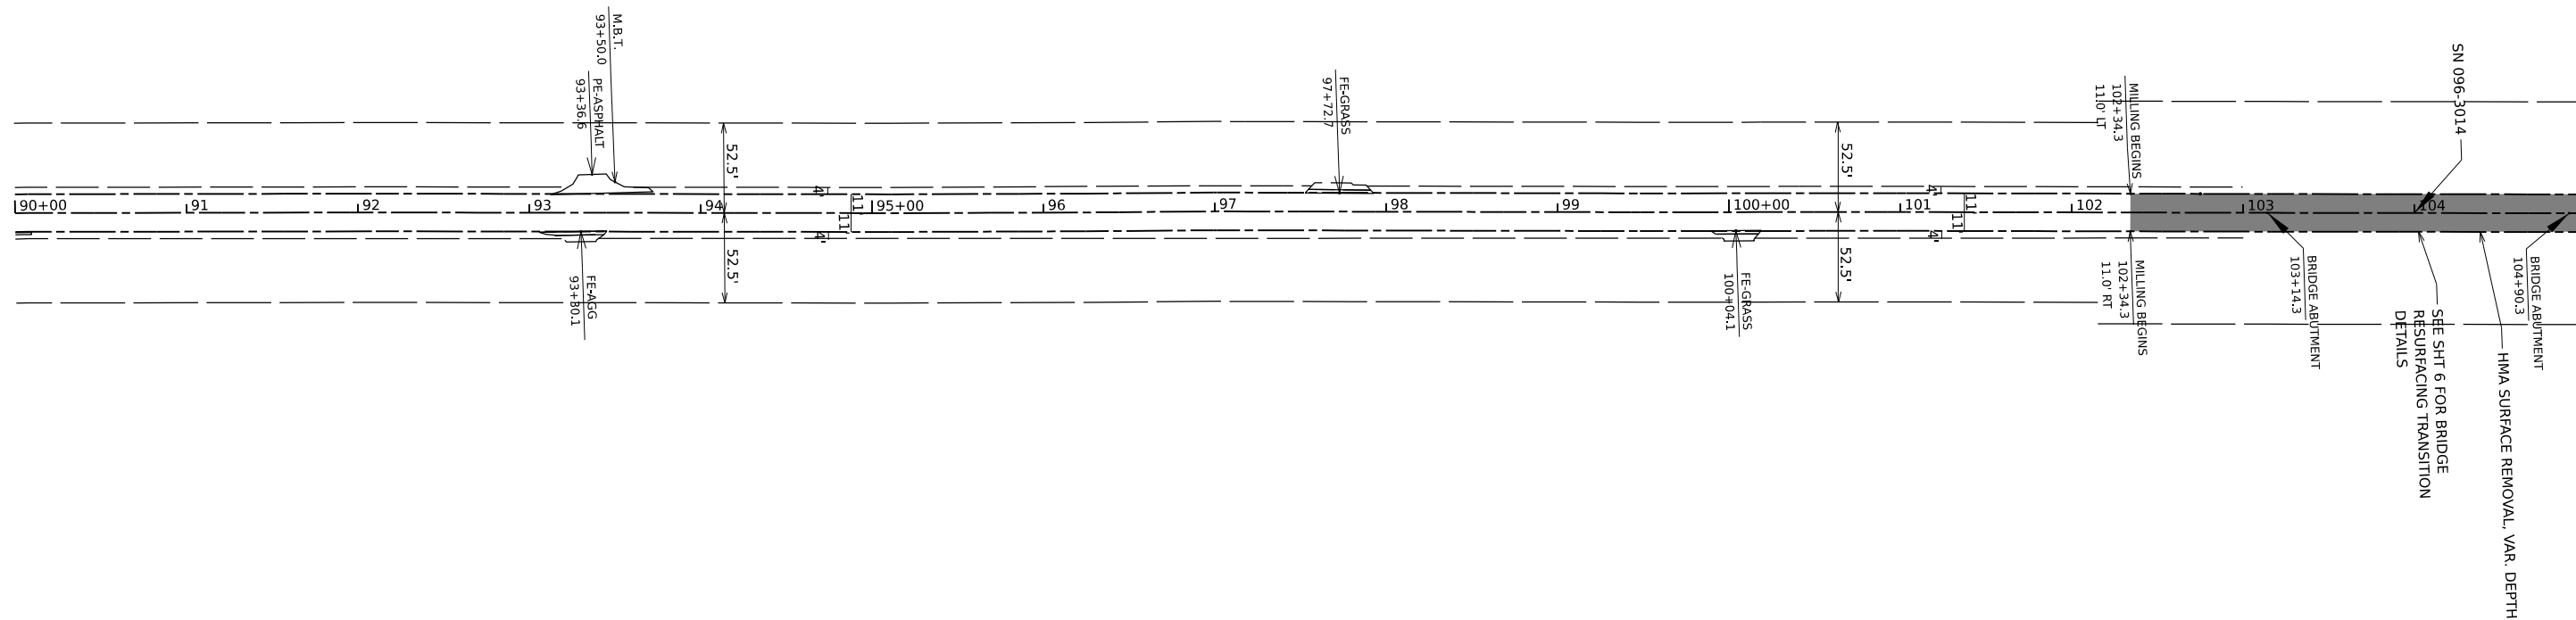 M.B.T.
93+50.0
PE-ASPHALT
93+36.6
FE-GRASS
97+72.7
MILLING BEGINS
102+34.3
11.0' LT
SN 096-3014
52.5'
52.5'
4'
4'
90+00
91
92
93
94
11'
95+00
96
97
98
99
100+00
101
11'
102
103
104
11'
11'
4'
4'
52.5'
52.5'
FE-AGG
93+30.1
FE-GRASS
100+04.1
MILLING BEGINS
102+34.3
11.0' RT
BRIDGE ABUTMENT
103+14.3
SEE SHT 6 FOR BRIDGE
RESURFACING TRANSITION
DETAILS
HMA SURFACE REMOVAL, VAR. DEPTH
BRIDGE ABUTMENT
104+90.3